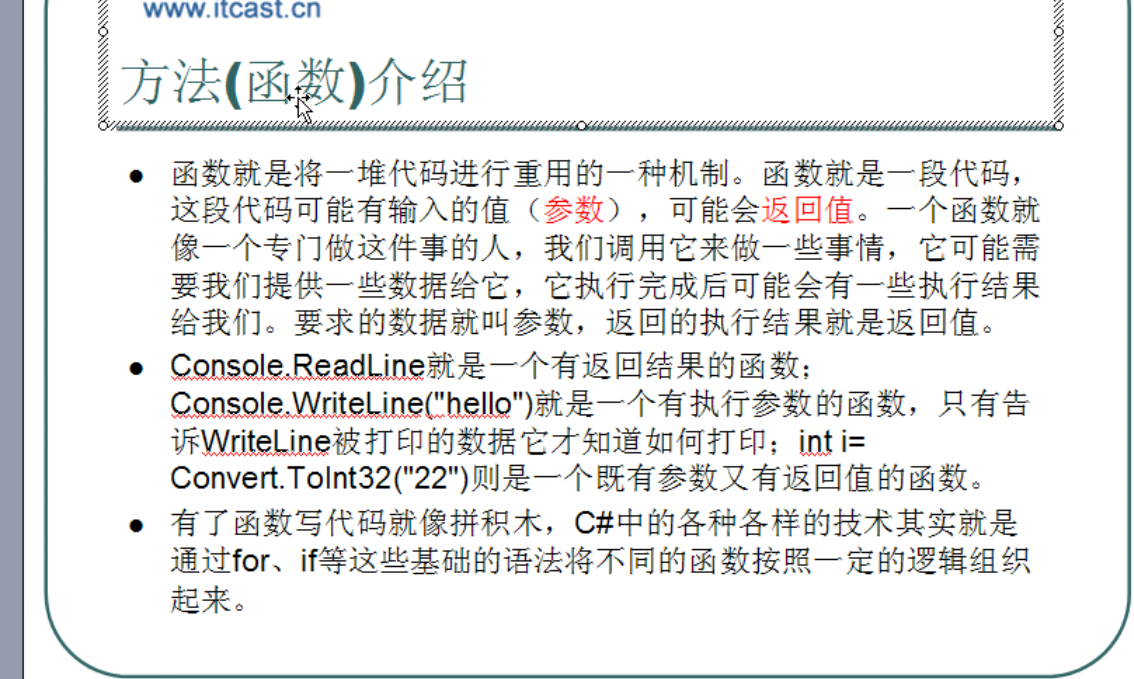 www.itcast.cn
方法(函数)介绍
● 函数就是将一堆代码进行重用的一种机制。函数就是一段代码，
这段代码可能有输入的值（参数），可能会返回值。一个函数就
像一个专门做这件事的人，我们调用它来做一些事情，它可能需
要我们提供一些数据给它，它执行完成后可能会有一些执行结果
给我们。要求的数据就叫参数，返回的执行结果就是返回值。
● Console.ReadLine就是一个有返回结果的函数；
Console.WriteLine("hello")就是一个有执行参数的函数，只有告
诉WriteLine被打印的数据它才知道如何打印；int i=
Convert.ToInt32("22")则是一个既有参数又有返回值的函数。
● 有了函数写代码就像拼积木，C#中的各种各样的技术其实就是
通过for、if等这些基础的语法将不同的函数按照一定的逻辑组织
起来。